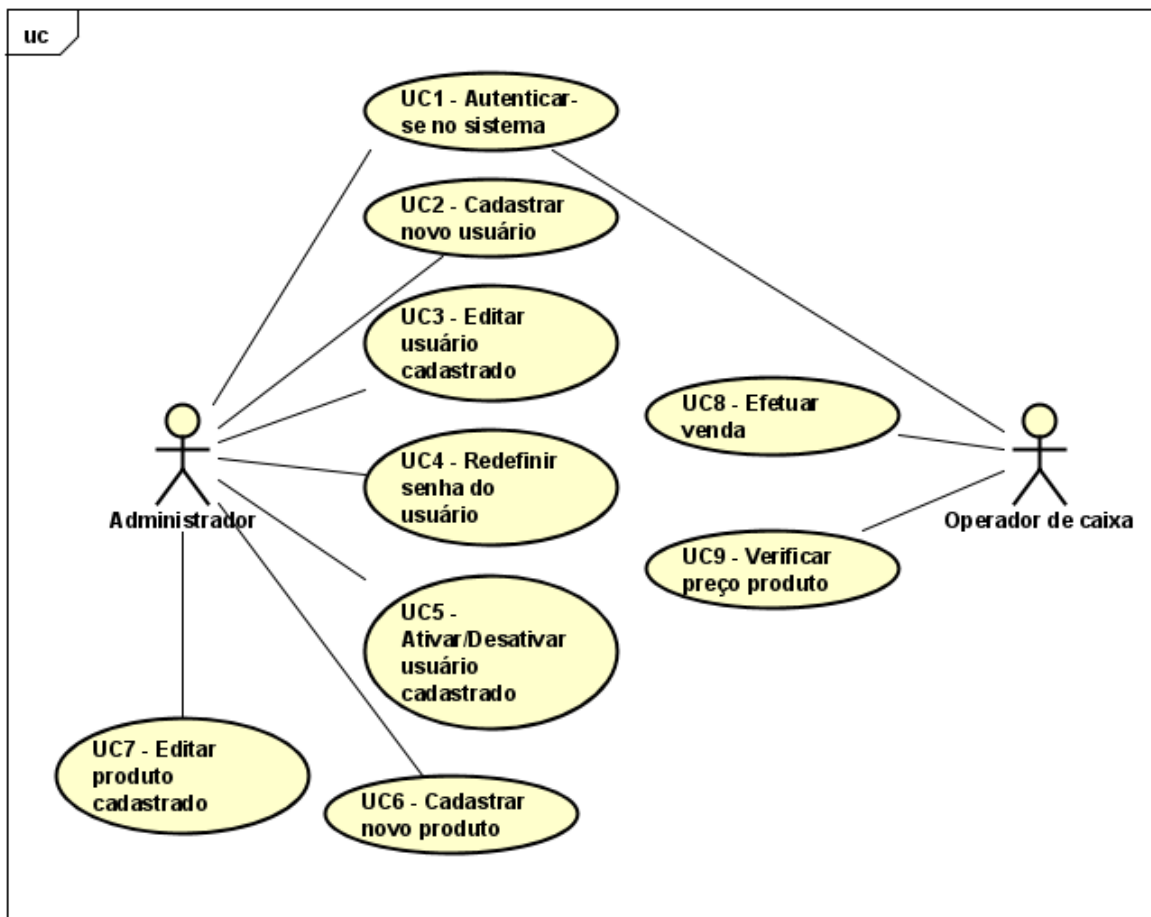 uc
UC1 - Autenticar-
se no sistema
UC2 - Cadastrar
novo usuário
UC3 - Editar
usuário
cadastrado
UC8 - Efetuar
venda
UC4 - Redefinir
senha do
usuário
Administrador
Operador de caixa
UC9 - Verificar
preço produto
UC5 -
Ativar/Desativar
usuário
cadastrado
UC7 - Editar
produto
cadastrado
UC6 - Cadastrar
novo produto